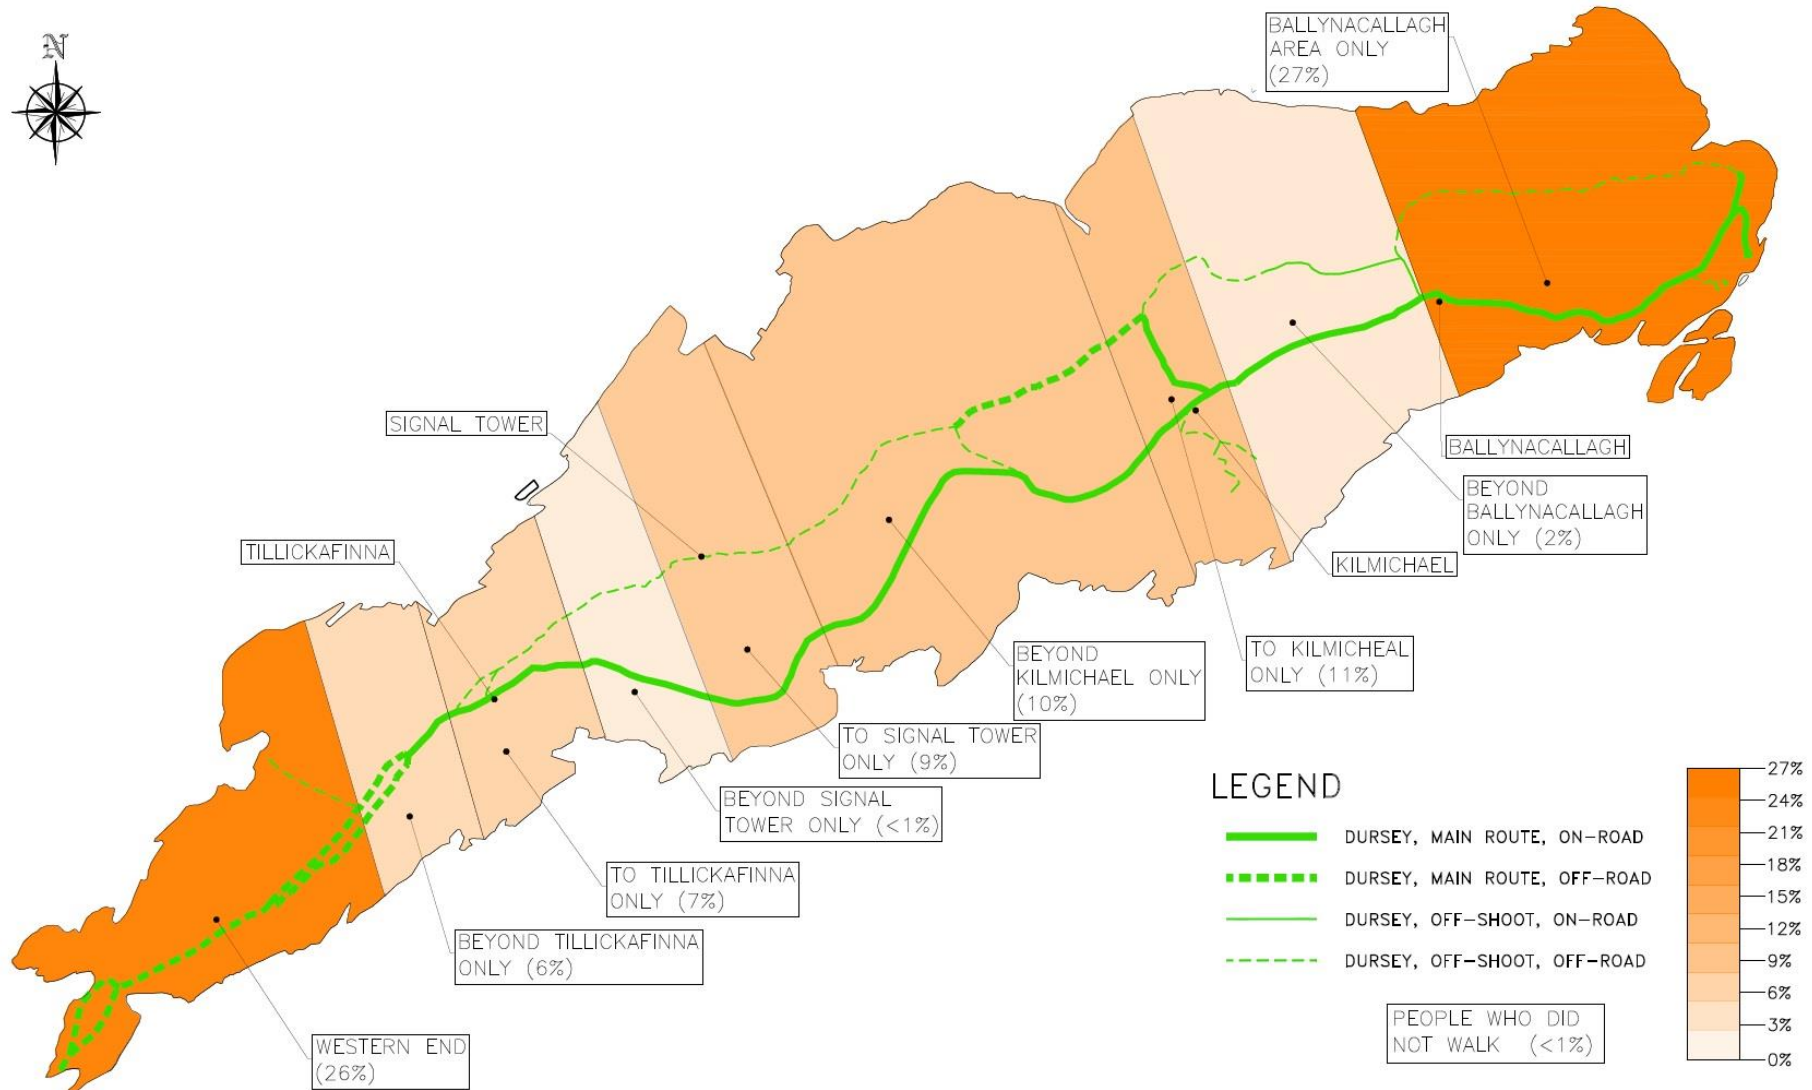 N
BALLYNACALLAGH
AREA ONLY
(27%)
SIGNAL TOWER
BALLYNACALLAGH
BEYOND
BALLYNACALLAGH
ONLY (2%)
TILLICKAFINNA
KILMICHAEL
TO KILMICHEAL
ONLY (11%)
BEYOND
KILMICHAEL ONLY
(10%)
TO SIGNAL TOWER
ONLY (9%)
BEYOND SIGNAL
TOWER ONLY (<1%)
TO TILLICKAFINNA
ONLY (7%)
BEYOND TILLICKAFINNA
ONLY (6%)
WESTERN END
(26%)
LEGEND
DURSEY, MAIN ROUTE, ON-ROAD
DURSEY, MAIN ROUTE, OFF-ROAD
DURSEY, OFF-SHOOT, ON-ROAD
DURSEY, OFF-SHOOT, OFF-ROAD
PEOPLE WHO DID
NOT WALK (<1%)
27%
24%
21%
18%
15%
12%
9%
6%
3%
0%